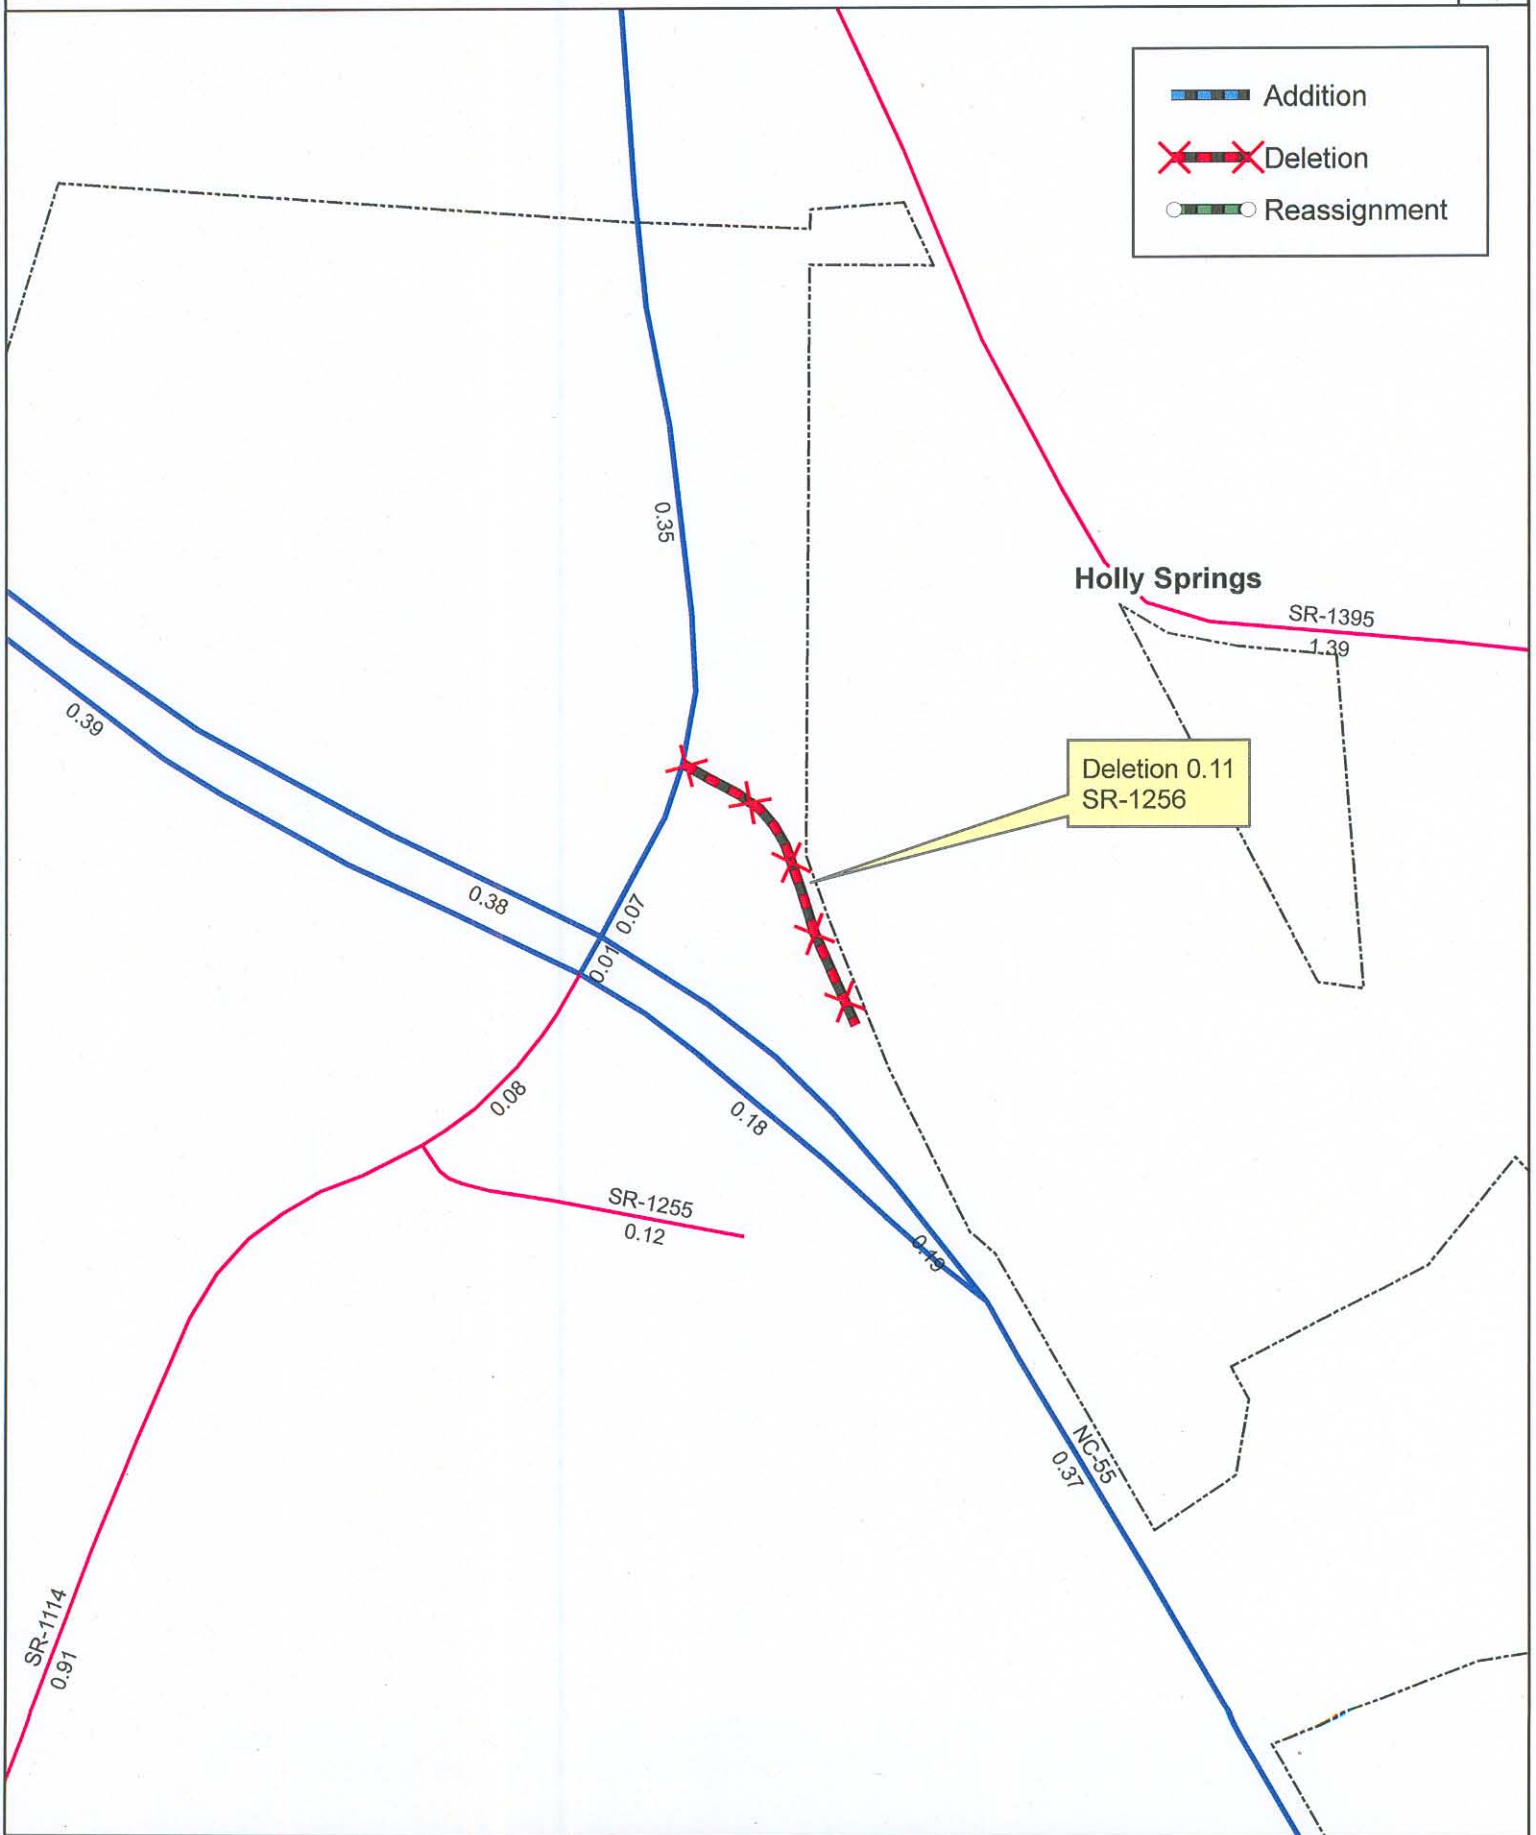 Addition
Deletion
Reassignment
0.35
Holly Springs
SR-1395
1.39
0.39
Deletion 0.11
SR-1256
0.38
0.07
0.01
0.08
0.18
SR-1255
0.12
0.19
NC-55
0.37
SR-1114
0.91